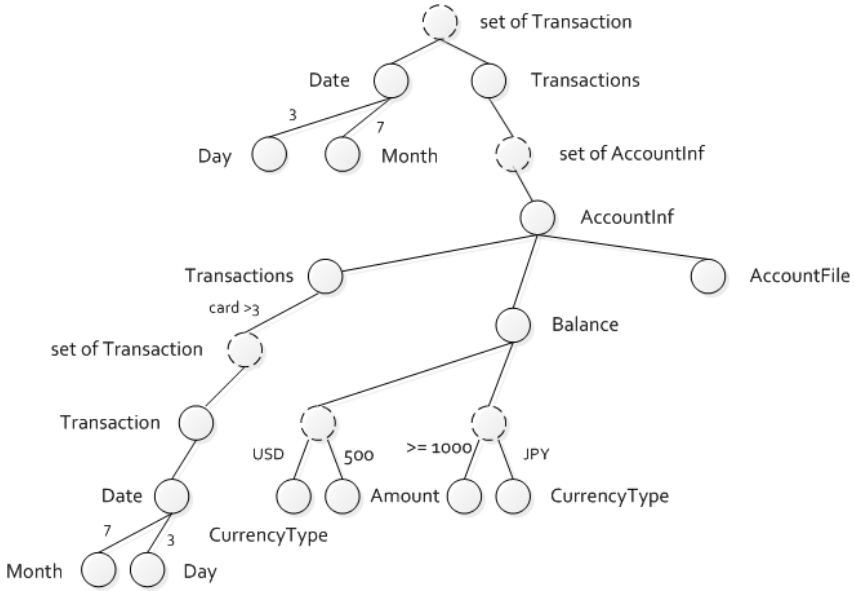 set of Transaction
Date
Transactions
3
7
Day
Month
set of AccountInf
AccountInf
Transactions
AccountFile
card >3
Balance
set of Transaction
Transaction
USD
500
>= 1000
JPY
Date
Amount
CurrencyType
7
3
CurrencyType
Month
Day